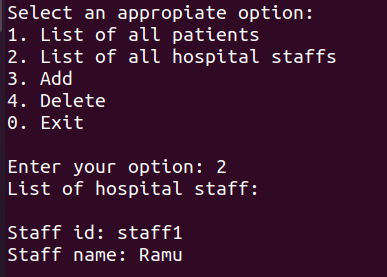 Select an appropiate option:
1. List of all patients
2. List of all hospital staffs
3. Add
4. Delete
0. Exit
Enter your option: 2
List of hospital staff:
Staff id: staff1
Staff name: Ramu